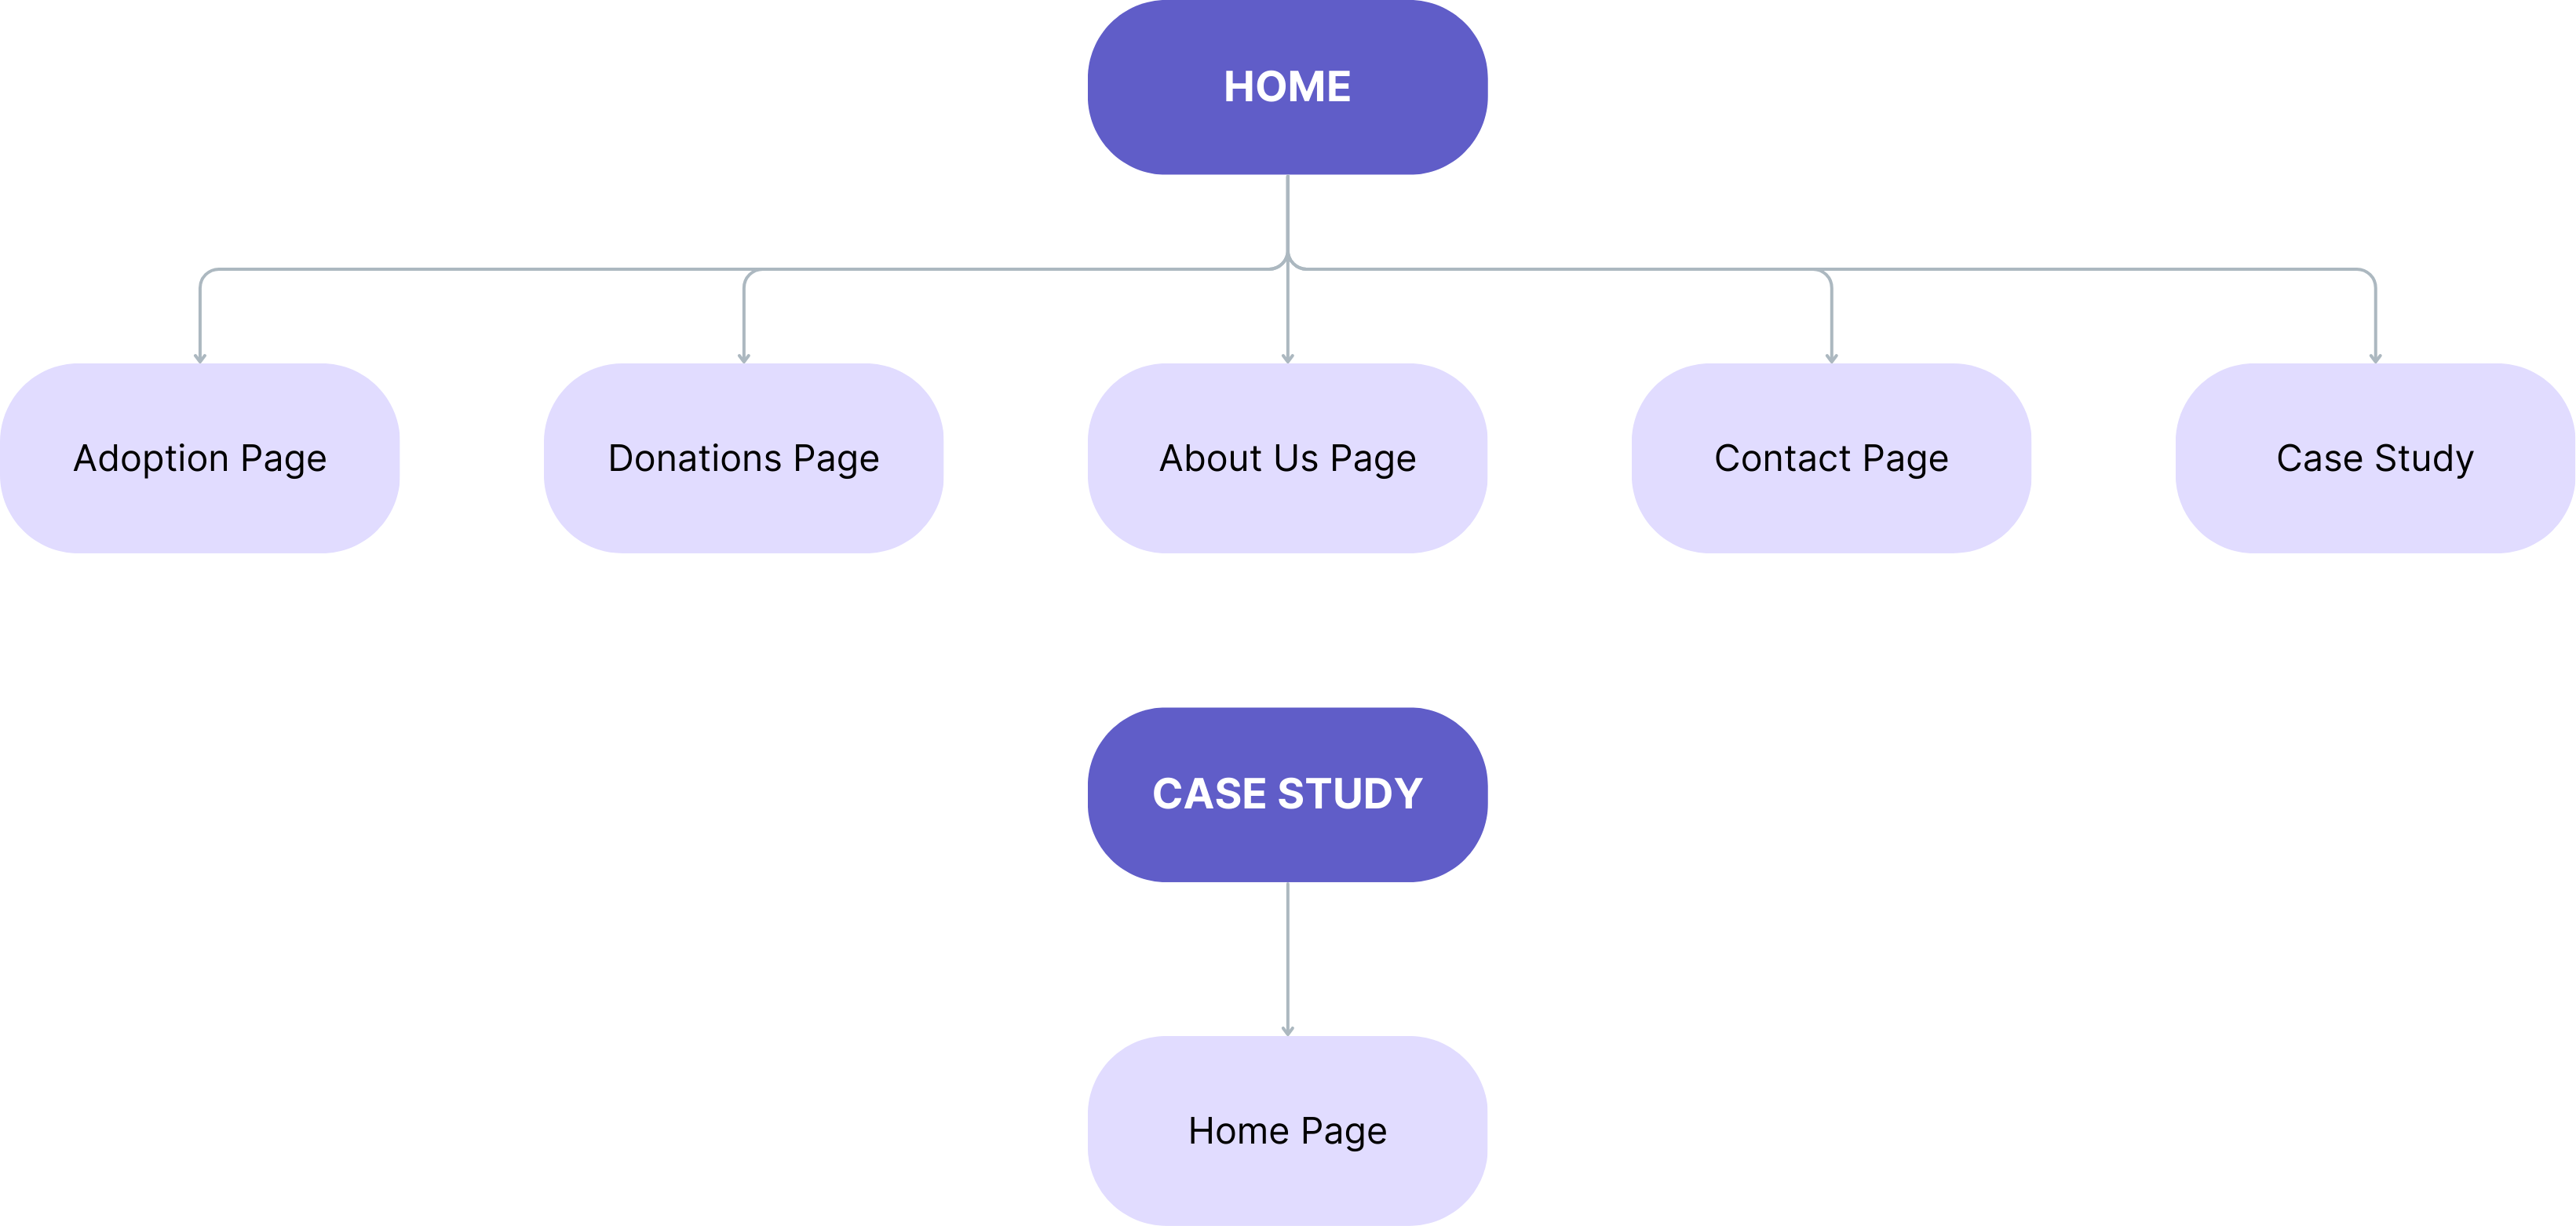 HOME
Adoption Page
Donations Page
About Us Page
Contact Page
Case Study
CASE STUDY
Home Page